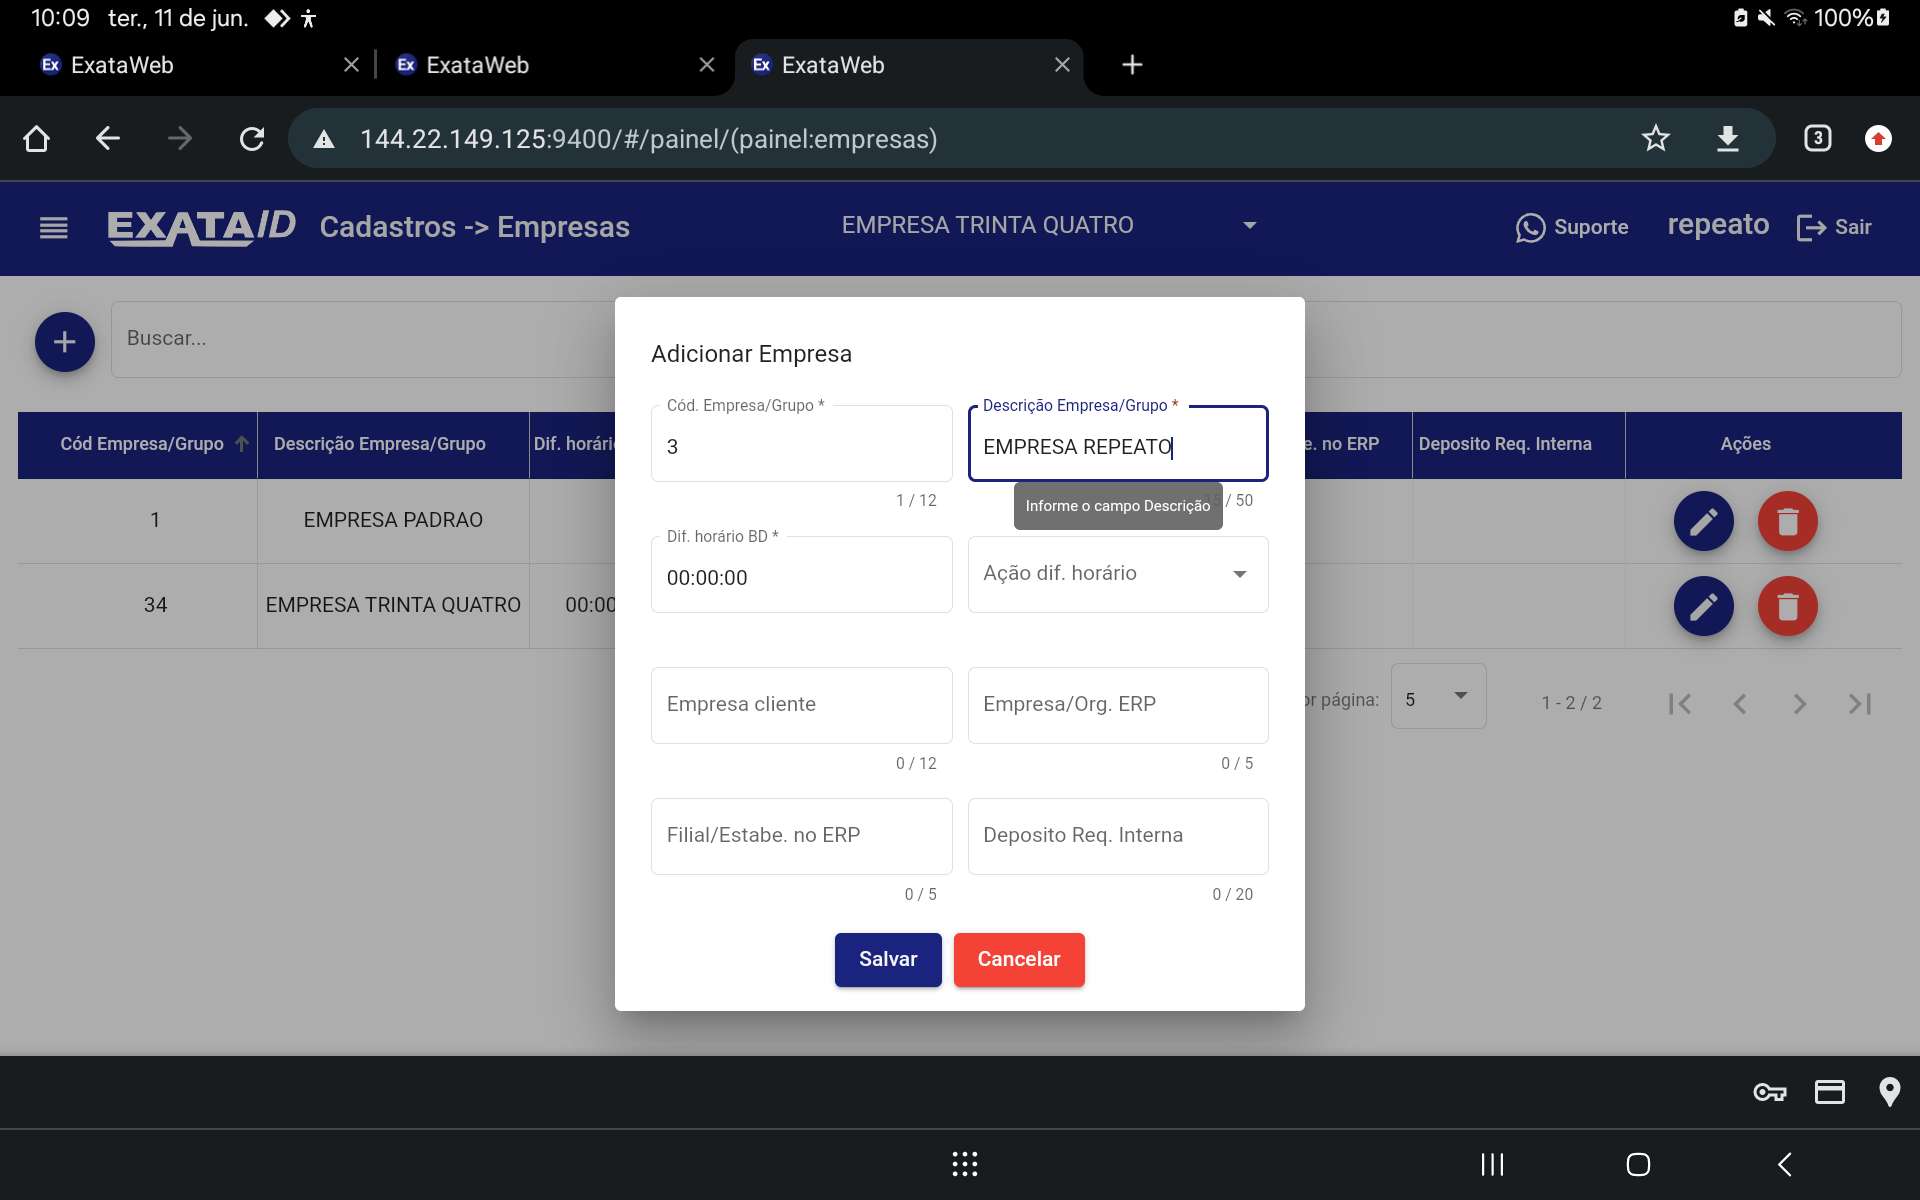 10:09 ter., 11 de jun. 100%
Ex ExataWeb
Ex ExataWeb
Ex ExataWeb
144.22.149.125:9400/#/painel/(painel:empresas)
3
EXATA/ID Cadastros -> Empresas EMPRESA TRINTA QUATRO Suporte repeato Sair
Buscar...
Cód Empresa/Grupo Descrição Empresa/Grupo Dif. horári e. no ERP Deposito Req. Interna Ações
1 EMPRESA PADRAO
34 EMPRESA TRINTA QUATRO 00:00
or página: 5 1 - 2 / 2
Adicionar Empresa
Cód. Empresa/Grupo * Descrição Empresa/Grupo *
3 EMPRESA REPEATO
1 / 12 / 50
Informe o campo Descrição
Dif. horário BD *
00:00:00 Ação dif. horário
Empresa cliente Empresa/Org. ERP
0 / 12 0 / 5
Filial/Estabe. no ERP Deposito Req. Interna
0 / 5 0 / 20
Salvar Cancelar